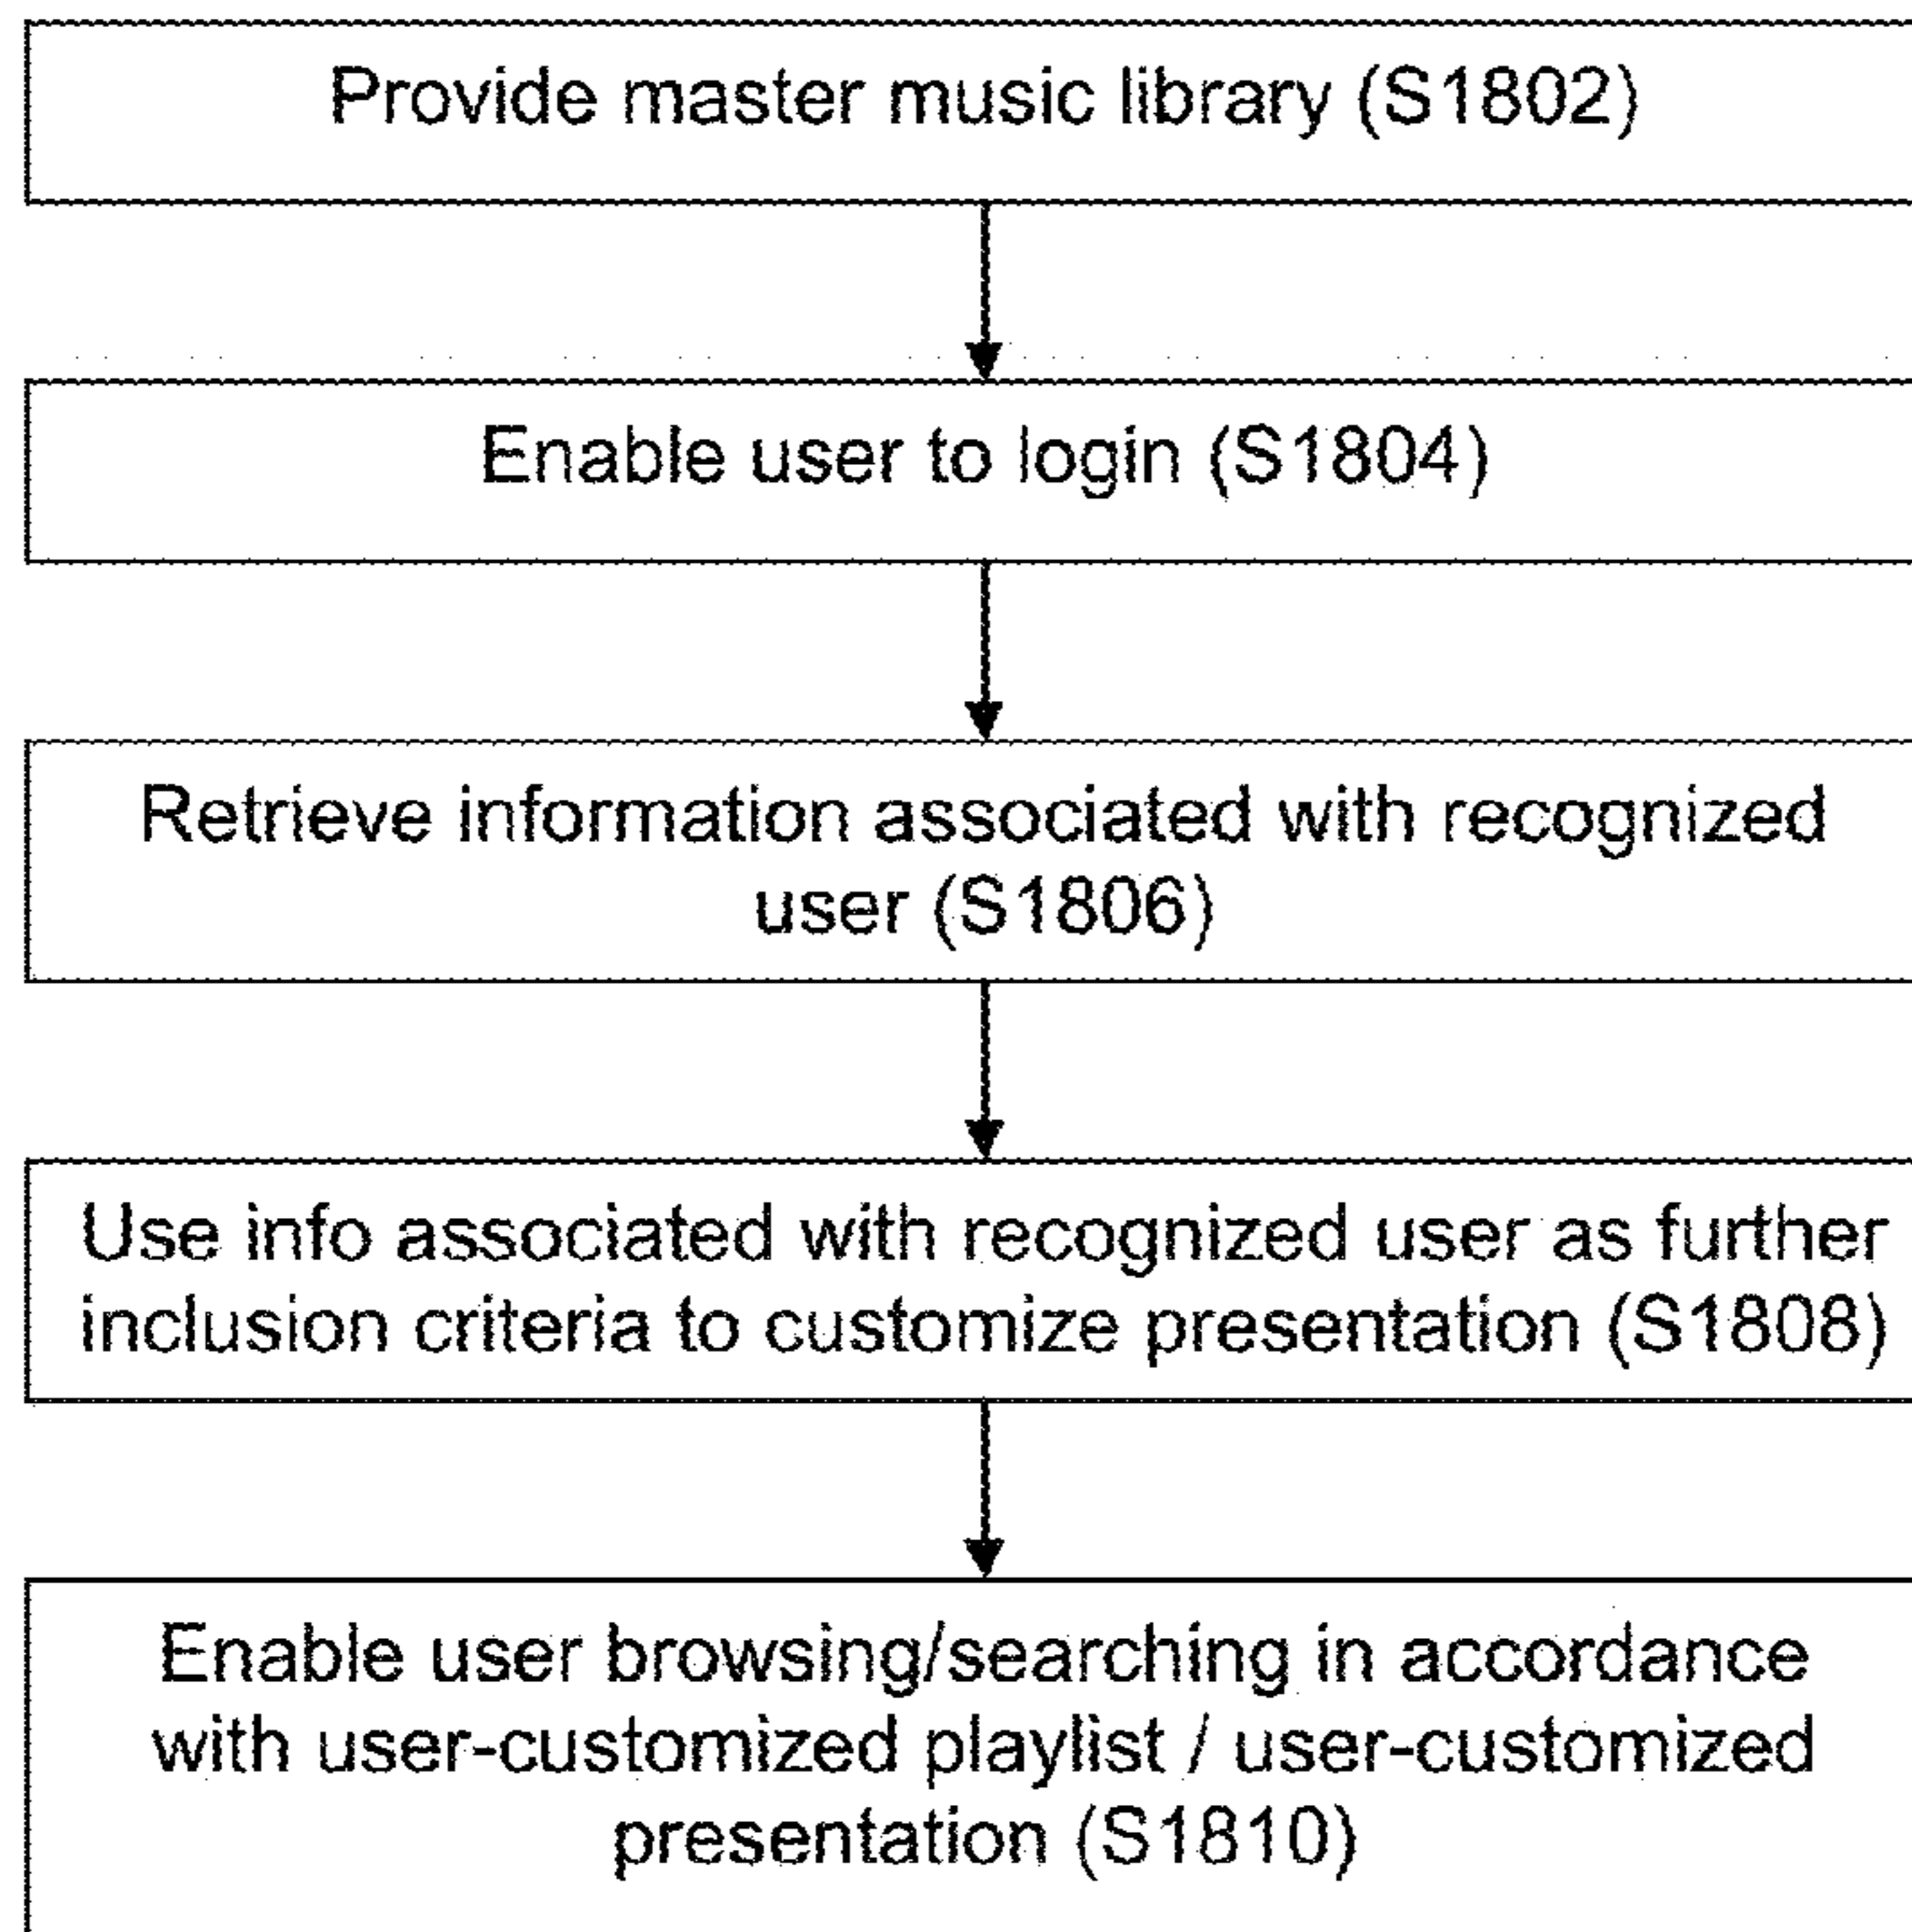 Provide master music library (S1802)
Enable user to login (S1804)
Retrieve information associated with recognized
user (S1806)
Use info associated with recognized user as further
inclusion criteria to customize presentation (S1808)
Enable user browsing/searching in accordance
with user-customized playlist / user-customized
presentation (S1810)